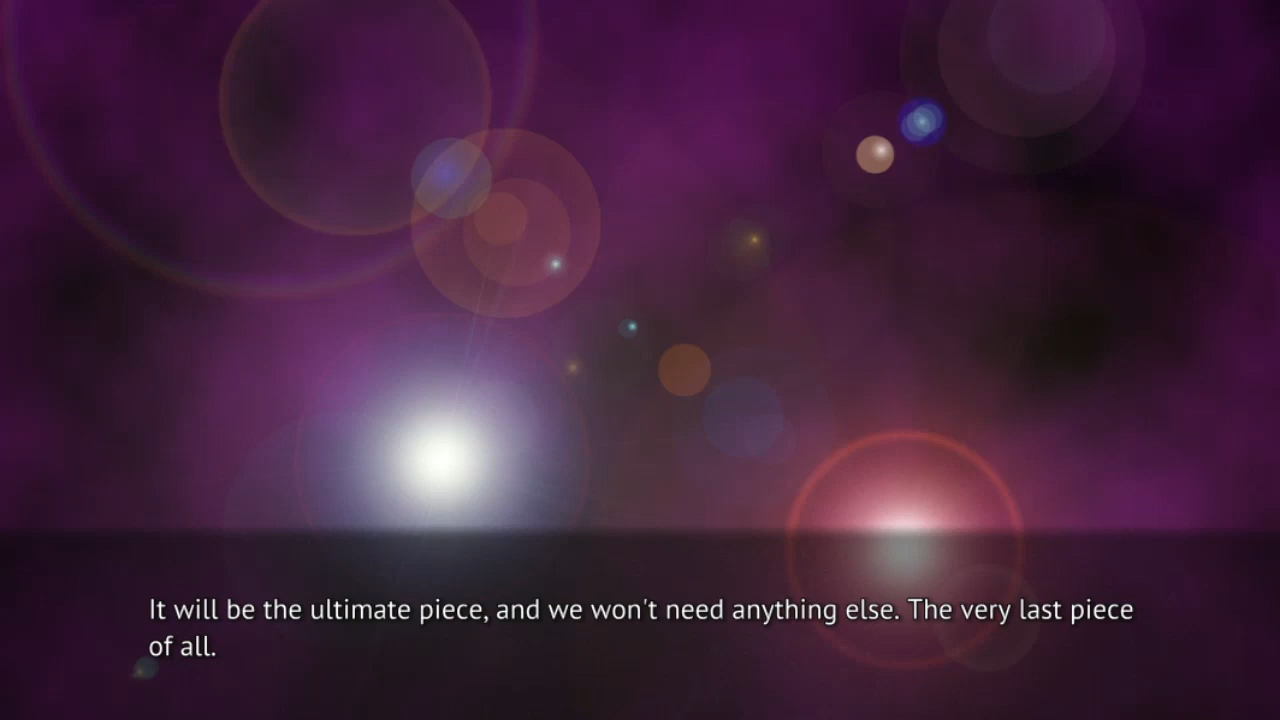 It will be the ultimate piece, and we won't need anything else. The very last piece
of all.